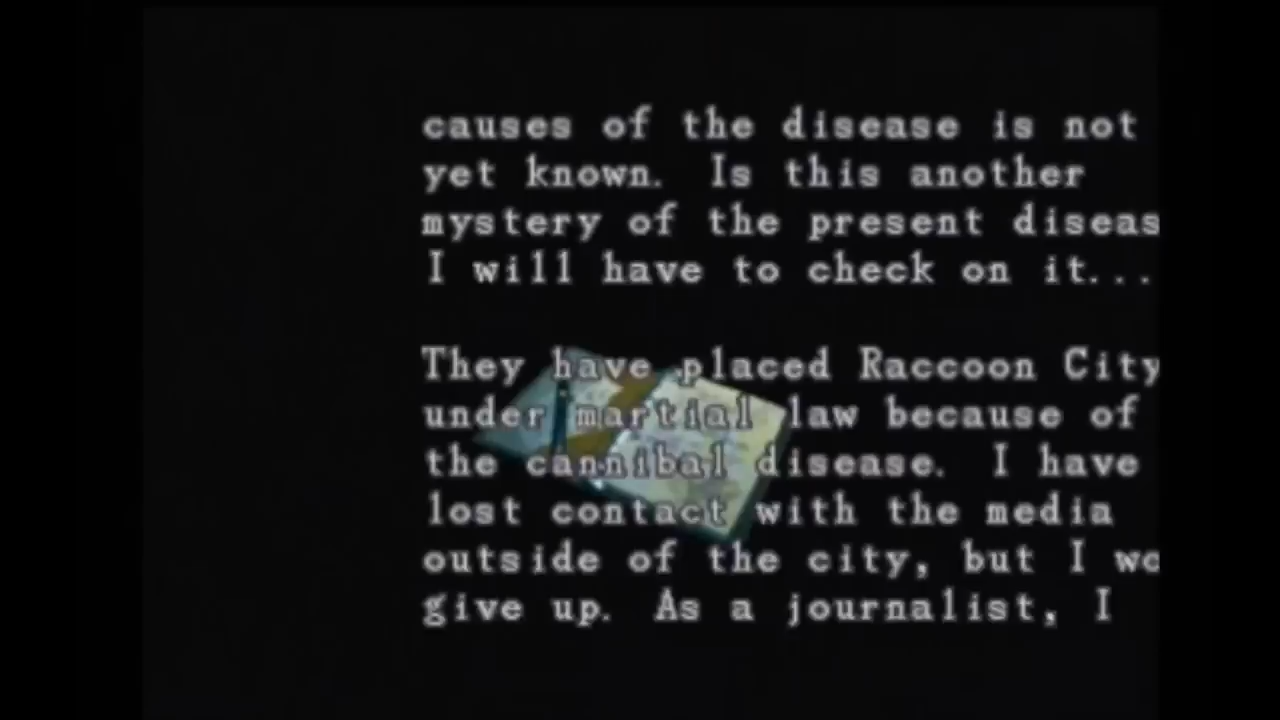 causes of the disease is not
yet known. Is this another
mystery of the present diseas
I will have to check on it...
They have placed Raccoon City
under martial law because of
the cannibal disease. I have
lost contact with the media
outside of the city, but I wo
give up. As a journalist, I